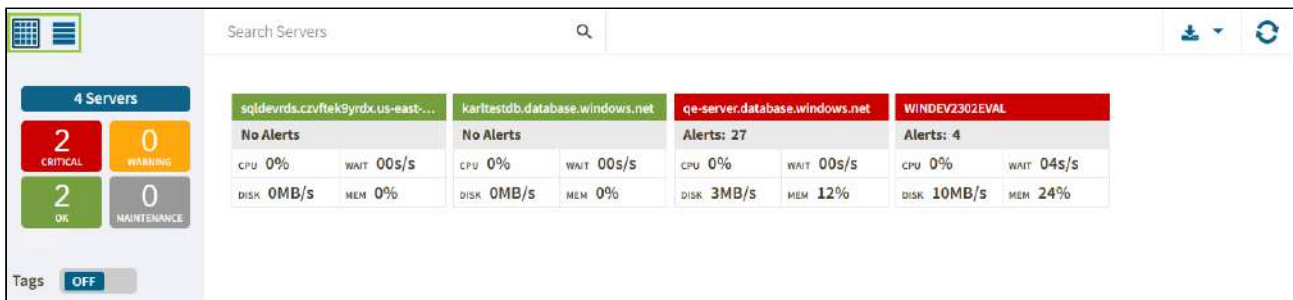 Search Servers
4 Servers
2 CRITICAL 0 WARNING
2 OK 0 MAINTENANCE
Tags OFF
sqldevrds.czvftek9yrdx.us-east-...
No Alerts
CPU 0% WAIT 00s/s
DISK 0MB/s MEM 0%
karltestdb.database.windows.net
No Alerts
CPU 0% WAIT 00s/s
DISK 0MB/s MEM 0%
qe-server.database.windows.net
Alerts: 27
CPU 0% WAIT 00s/s
DISK 3MB/s MEM 12%
WINDEV2302EVAL
Alerts: 4
CPU 0% WAIT 04s/s
DISK 10MB/s MEM 24%